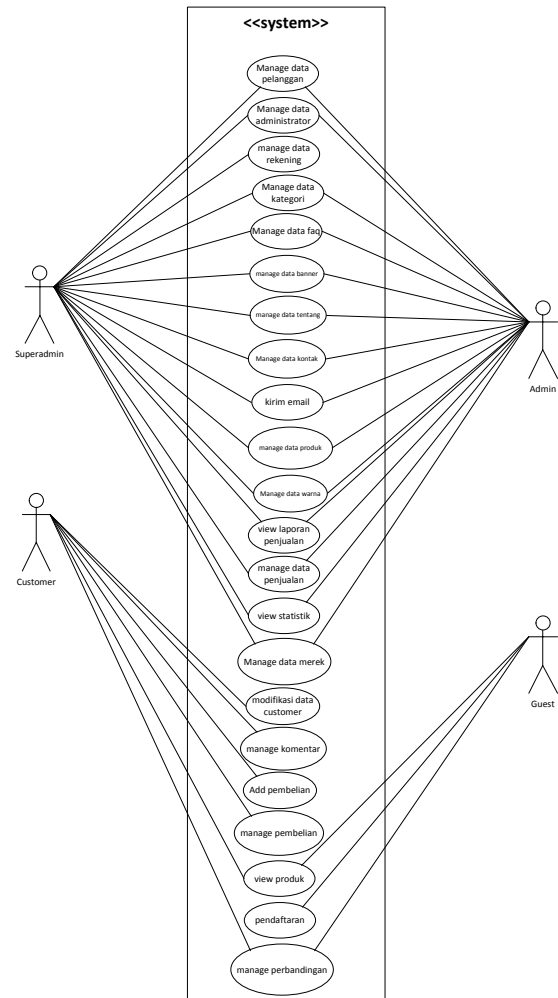 <<system>>
Manage data
pelanggan
Manage data
administrator
manage data
rekening
Manage data
kategori
Manage data faq
manage data banner
manage data tentang
Manage data kontak
kirim email
manage data produk
Manage data warna
view laporan
penjualan
manage data
penjualan
view statistik
Manage data merek
modifikasi data
customer
manage komentar
Add pembelian
manage pembelian
view produk
pendaftaran
manage perbandingan
Superadmin
Admin
Customer
Guest